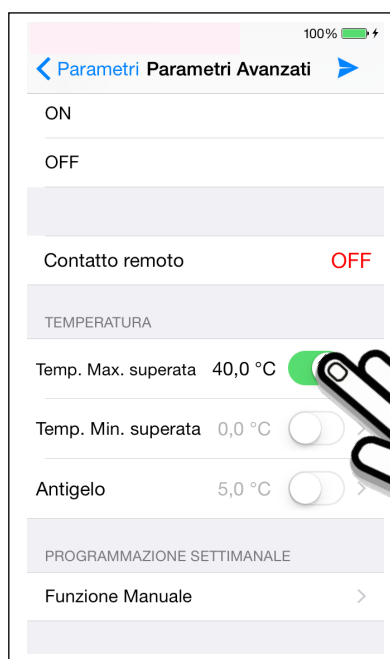 100%
Parametri Parametri Avanzati
ON
OFF
Contatto remoto OFF
TEMPERATURA
Temp. Max. superata 40,0 °C
Temp. Min. superata 0,0 °C
Antigelo 5,0 °C
PROGRAMMAZIONE SETTIMANALE
Funzione Manuale